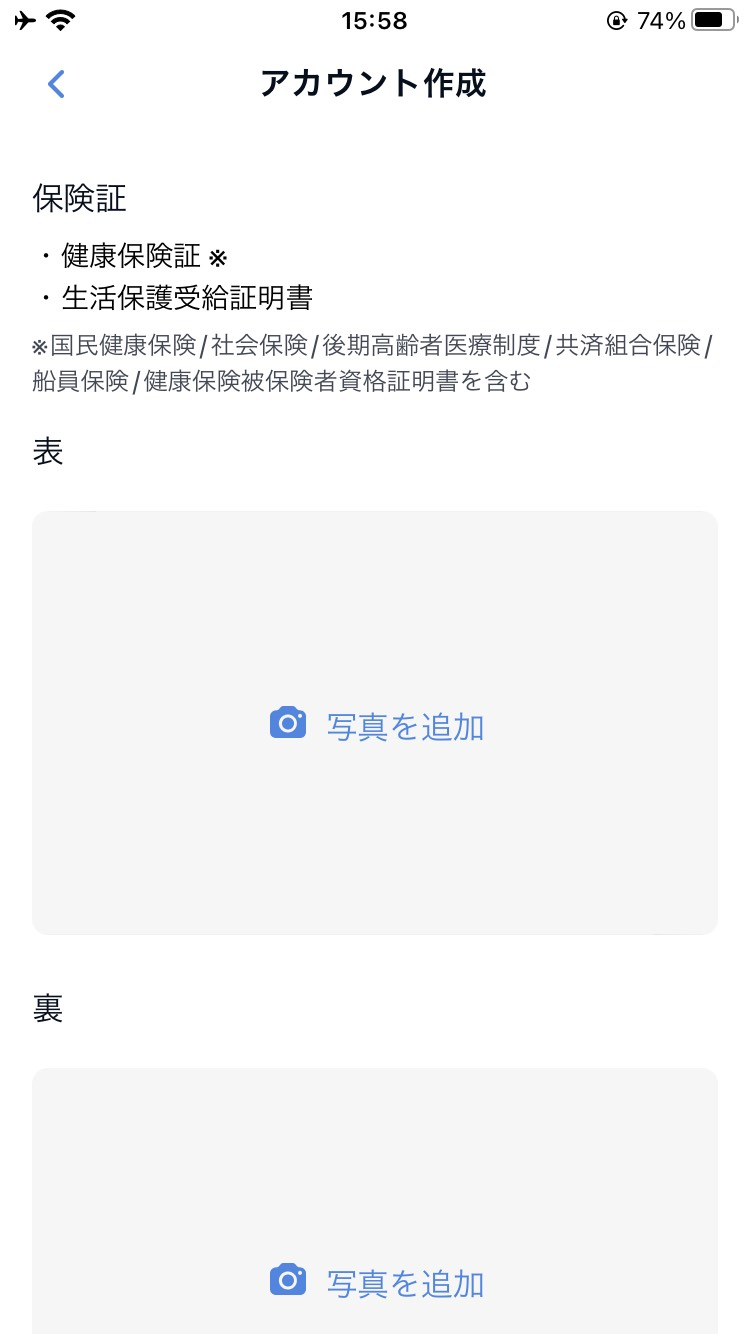 15:58
74%
アカウント作成
保険証
・健康保険証 ※
・生活保護受給証明書
※国民健康保険/社会保険/後期高齢者医療制度/共済組合保険/
船員保険/健康保険被保険者資格証明書を含む
表
写真を追加
裏
写真を追加